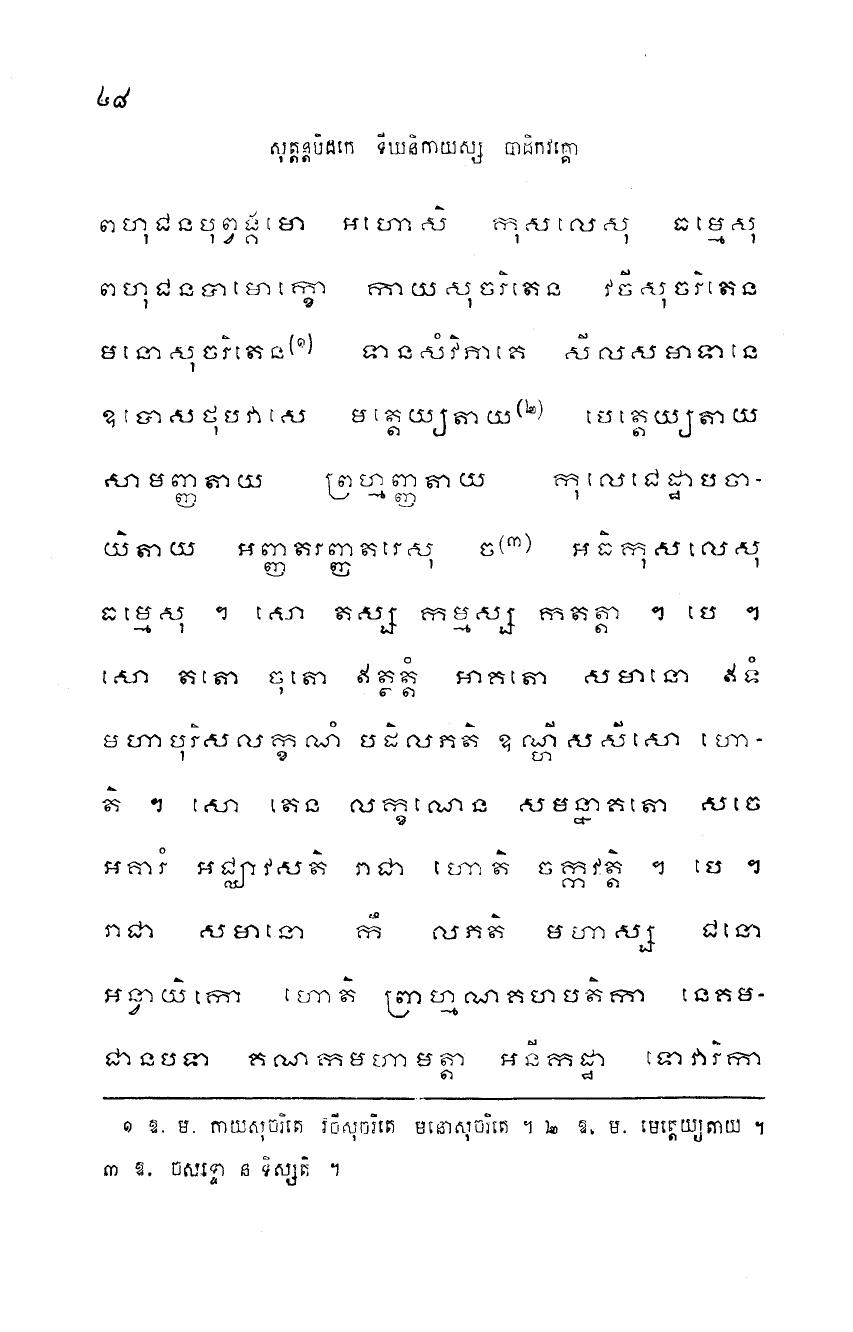 ៤៨
សុត្តន្តបិដកេ ទីឃនិកាយស្ស បាដិកវគ្គោ
ពហុជនបុព្វង្គមោ អហោសិ កុសលេសុ ធម្មេសុ
ពហុជនបាមោក្ខោ កាយសុចរិតេន វចីសុចរិតេន
មនោសុចរិតេន(១) ទានសំវិភាគេ សីលសមាទានេ
ឧបោសថុបវាសេ មត្តេយ្យតាយ(២) បេត្តេយ្យតាយ
សាមញ្ញតាយ ព្រហ្មញ្ញតាយ កុលេជេដ្ឋាបចា-
យិតាយ អញ្ញតរញ្ញតរេសុ ច(៣) អធិកុសលេសុ
ធម្មេសុ ។ សោ តស្ស កម្មស្ស កតត្តា ។ បេ ។
សោ តតោ ចុតោ ឥត្ថត្តំ អាគតោ សមានោ ឥទំ
មហាបុរិសលក្ខណំ បដិលភតិ ឧណ្ហីសសីសោ ហោ-
តិ ។ សោ តេន លក្ខណេន សមន្នាគតោ សចេ
អគារំ អជ្ឈាវសតិ រាជា ហោតិ ចក្កវត្តិ ។ បេ ។
រាជា សមានោ កឹ លភតិ មហាស្ស ជនោ
អន្វាយិកោ ហោតិ ព្រាហ្មណគហបតិកា នេគម-
ជានបទា គណកមហាមត្តា អនីកដ្ឋា ទោវារិកា
១ ឱ. ម. កាយសុចរិតេ វចីសុចរិតេ មនោសុចរិតេ ។ ២ ឱ. ម. មេត្តេយ្យតាយ ។
៣ ឱ. ចសទ្ទោ ន ទិស្សតិ ។